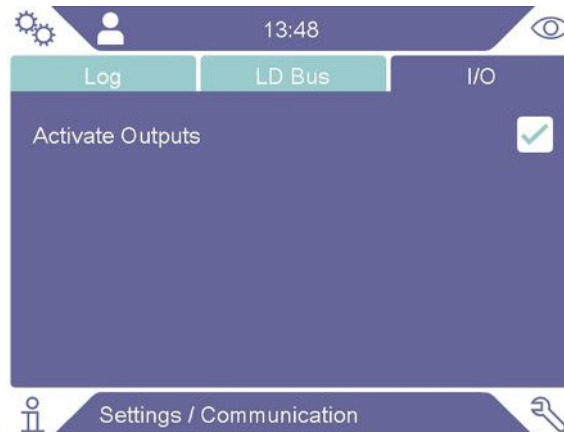 13:48
Log LD Bus I/O
Activate Outputs
Settings / Communication